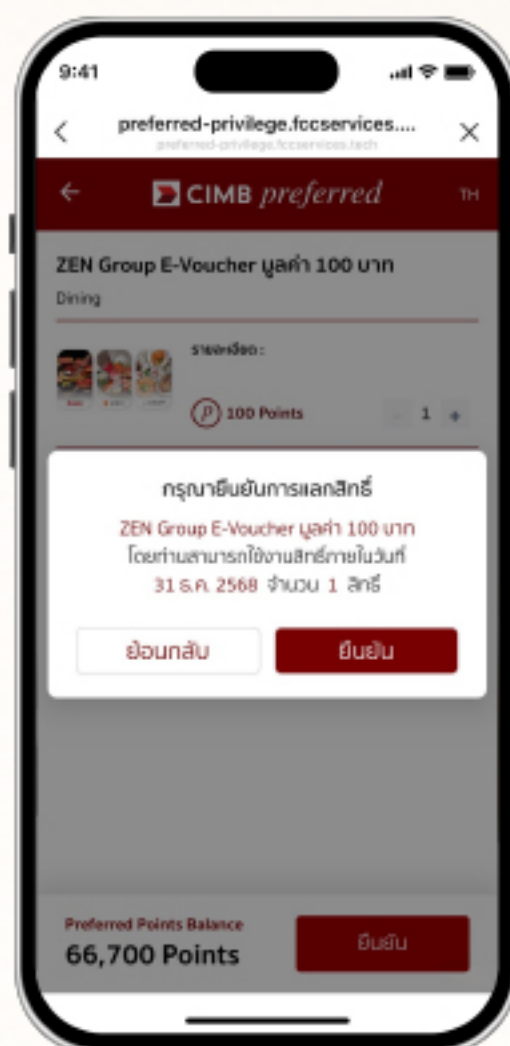 9:41
preferred-privilege.fccservices....
preferred-privilege.fccservices.tech
CIMB preferred
TH
ZEN Group E-Voucher มูลค่า 100 บาท
Dining
รายละเอียด :
P 100 Points
- 1 +
กรุณายืนยันการแลกสิทธิ์
ZEN Group E-Voucher มูลค่า 100 บาท
โดยท่านสามารถใช้งานสิทธิ์ภายในวันที่
31 ธ.ค. 2568 จำนวน 1 สิทธิ์
ย้อนกลับ
ยืนยัน
Preferred Points Balance
66,700 Points
ยืนยัน